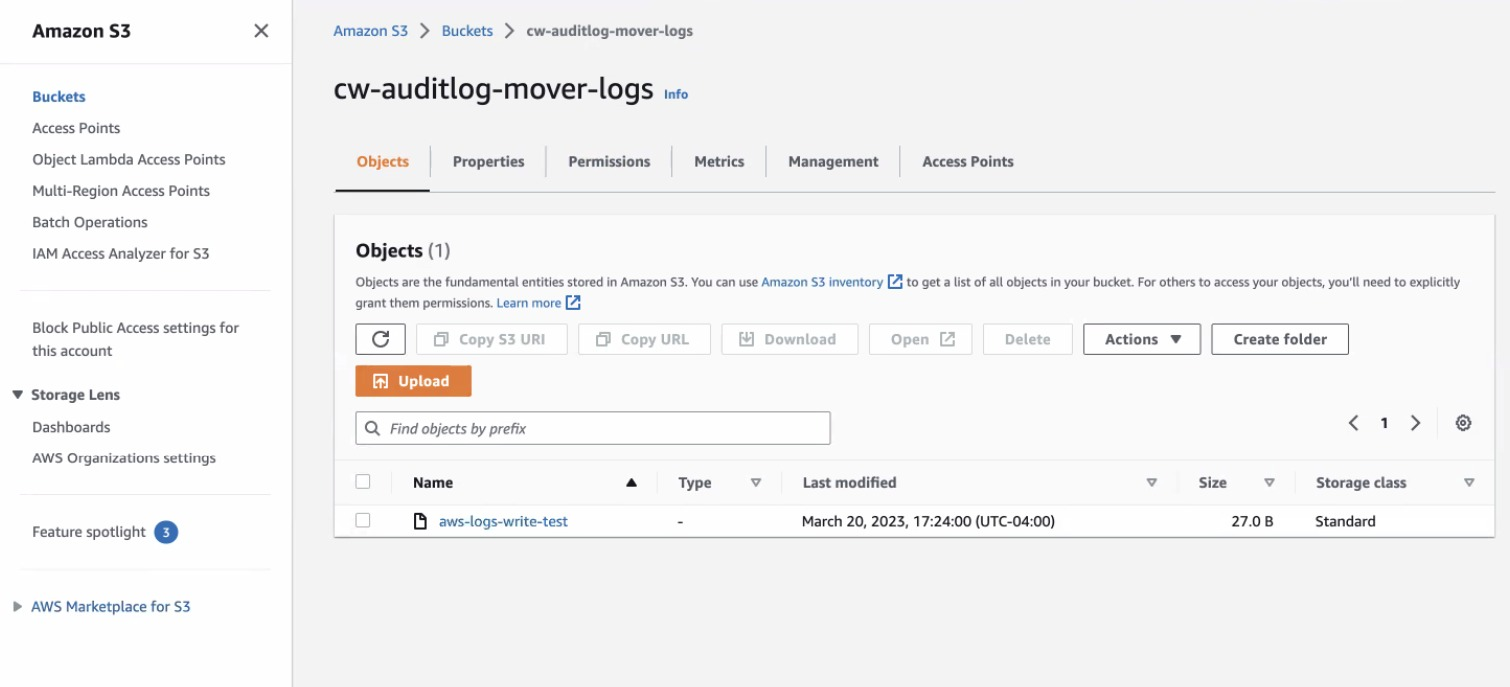 Amazon S3
Buckets
Access Points
Object Lambda Access Points
Multi-Region Access Points
Batch Operations
IAM Access Analyzer for S3
Block Public Access settings for
this account
Storage Lens
Dashboards
AWS Organizations settings
Feature spotlight 3
AWS Marketplace for S3
Amazon S3 Buckets cw-auditlog-mover-logs
cw-auditlog-mover-logs Info
Objects Properties Permissions Metrics Management Access Points
Objects (1)
Objects are the fundamental entities stored in Amazon S3. You can use Amazon S3 inventory to get a list of all objects in your bucket. For others to access your objects, you'll need to explicitly
grant them permissions. Learn more
Copy S3 URI Copy URL Download Open Delete Actions Create folder
Upload
Find objects by prefix 1
Name Type Last modified Size Storage class
aws-logs-write-test - March 20, 2023, 17:24:00 (UTC-04:00) 27.0 B Standard